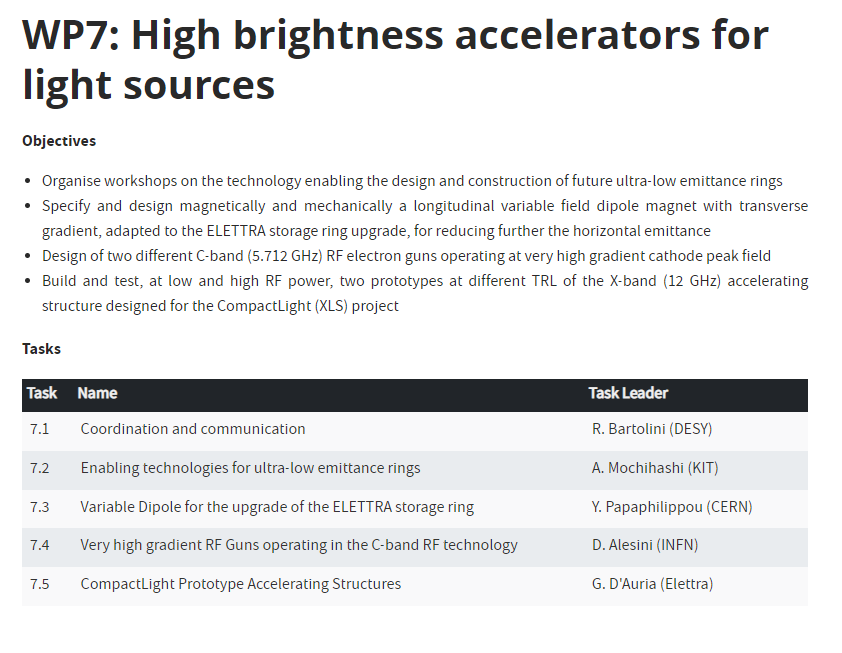 WP7: High brightness accelerators for
light sources
Objectives
• Organise workshops on the technology enabling the design and construction of future ultra-low emittance rings
• Specify and design magnetically and mechanically a longitudinal variable field dipole magnet with transverse
gradient, adapted to the ELETTRA storage ring upgrade, for reducing further the horizontal emittance
• Design of two different C-band (5.712 GHz) RF electron guns operating at very high gradient cathode peak field
• Build and test, at low and high RF power, two prototypes at different TRL of the X-band (12 GHz) accelerating
structure designed for the CompactLight (XLS) project
Tasks
Task Name Task Leader
7.1 Coordination and communication R. Bartolini (DESY)
7.2 Enabling technologies for ultra-low emittance rings A. Mochihashi (KIT)
7.3 Variable Dipole for the upgrade of the ELETTRA storage ring Y. Papaphilippou (CERN)
7.4 Very high gradient RF Guns operating in the C-band RF technology D. Alesini (INFN)
7.5 CompactLight Prototype Accelerating Structures G. D'Auria (Elettra)